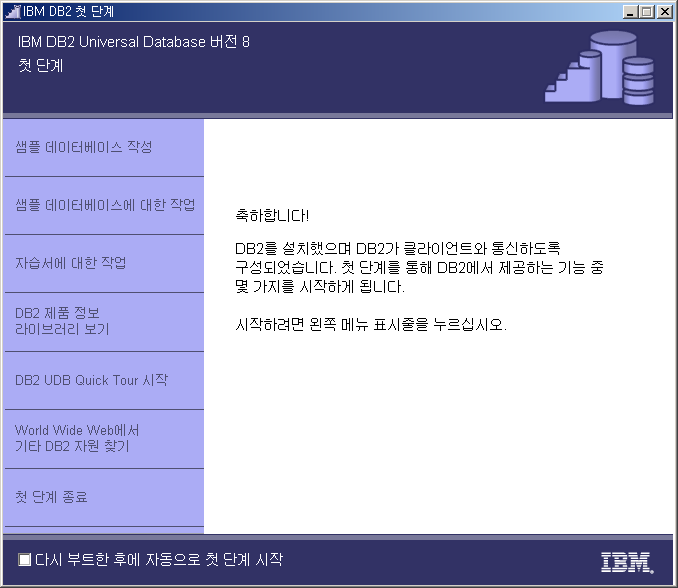 IBM DB2 첫 단계
IBM DB2 Universal Database 버전 8
첫 단계
샘플 데이터베이스 작성
샘플 데이터베이스에 대한 작업
자습서에 대한 작업
DB2 제품 정보
라이브러리 보기
DB2 UDB Quick Tour 시작
World Wide Web에서
기타 DB2 자원 찾기
첫 단계 종료
축하합니다!
DB2를 설치했으며 DB2가 클라이언트와 통신하도록
구성되었습니다. 첫 단계를 통해 DB2에서 제공하는 기능 중
몇 가지를 시작하게 됩니다.
시작하려면 왼쪽 메뉴 표시줄을 누르십시오.
다시 부트한 후에 자동으로 첫 단계 시작
IBM